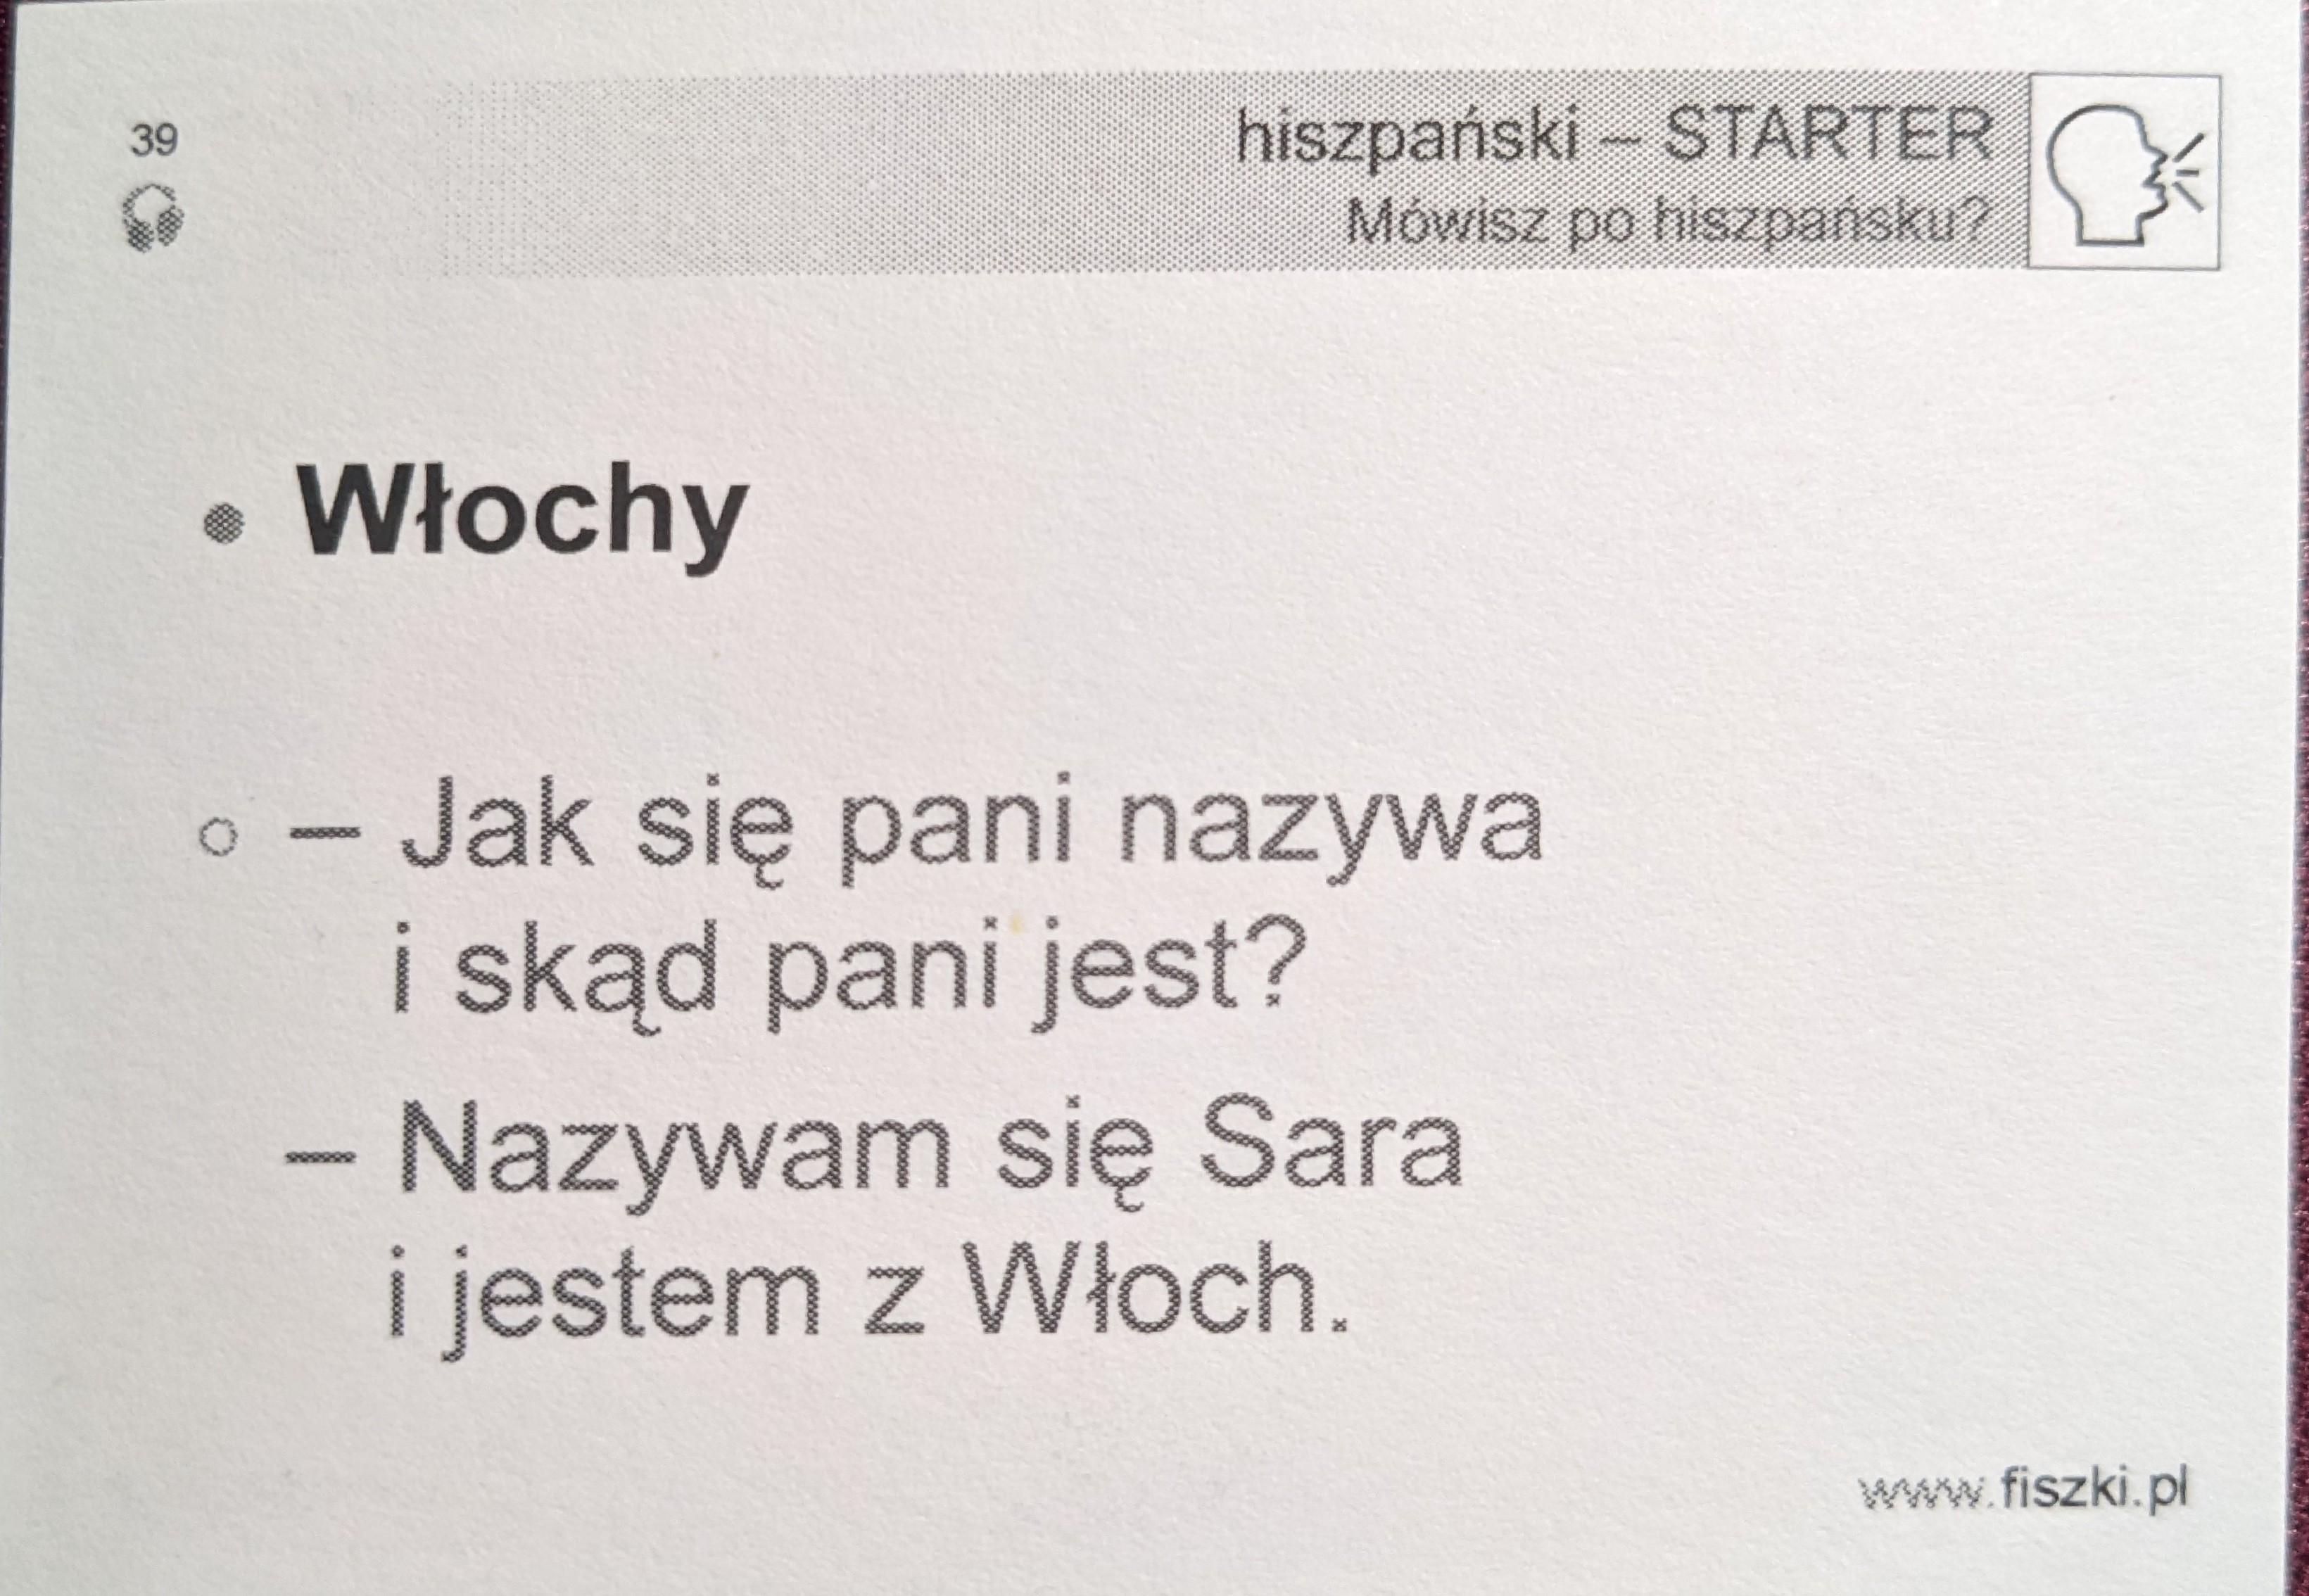 39
hiszpański – STARTER
Mówisz po hiszpańsku?
• Włochy
○ – Jak się pani nazywa
i skąd pani jest?
– Nazywam się Sara
i jestem z Włoch.
www.fiszki.pl